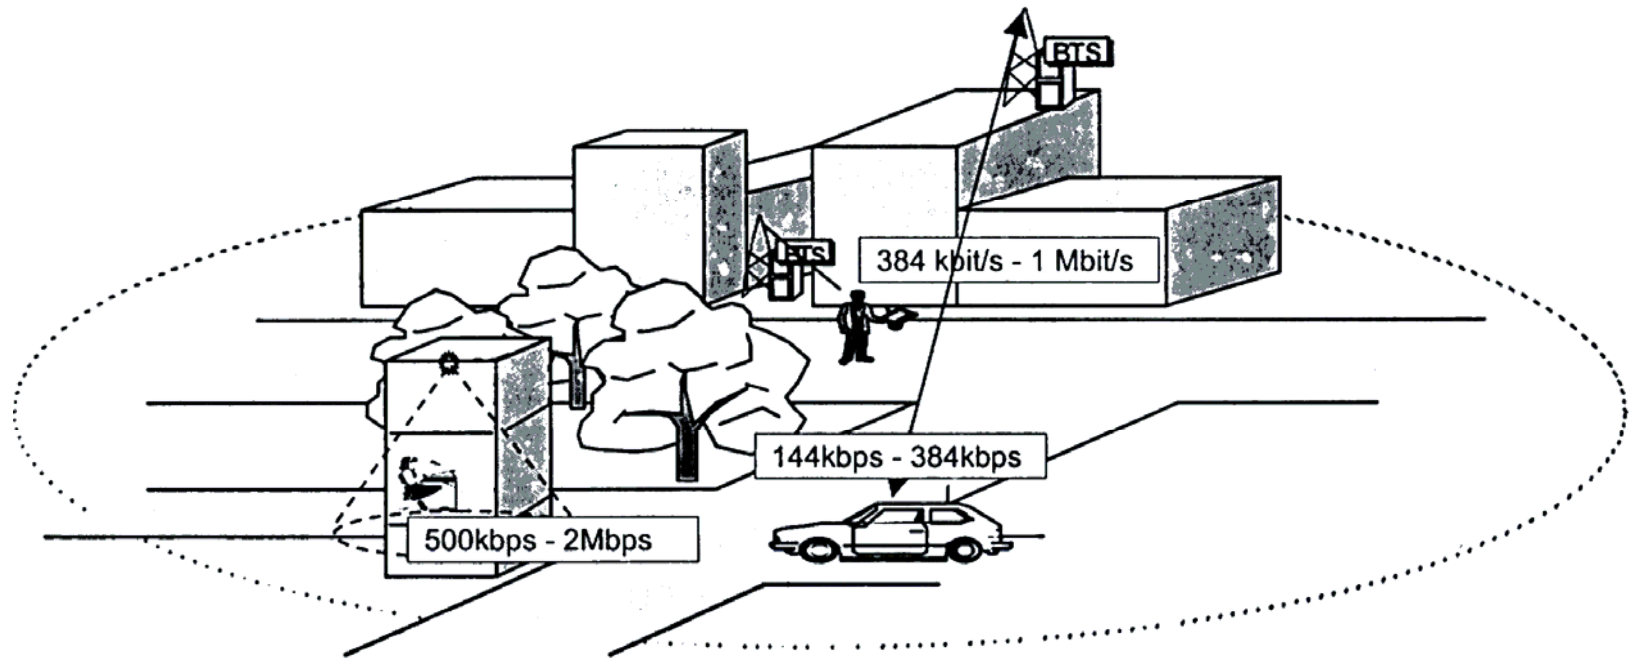 BTS
BTS
384 kbit/s - 1 Mbit/s
144kbps - 384kbps
500kbps - 2Mbps